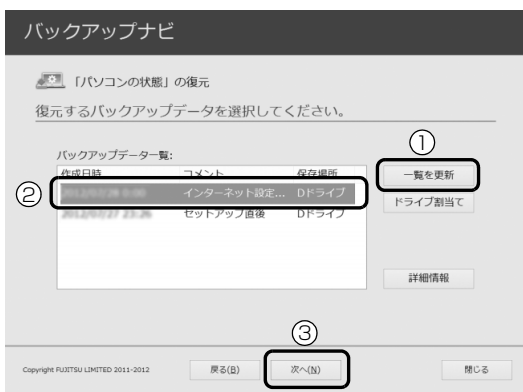 バックアップナビ
「パソコンの状態」の復元
復元するバックアップデータを選択してください。
①
バックアップデータ一覧:
作成日時 コメント 保存場所
一覧を更新
②
インターネット設定... Dドライブ
セットアップ直後 Dドライブ
ドライブ割当て
詳細情報
③
Copyright FUJITSU LIMITED 2011-2012
戻る(B)
次へ(N)
閉じる